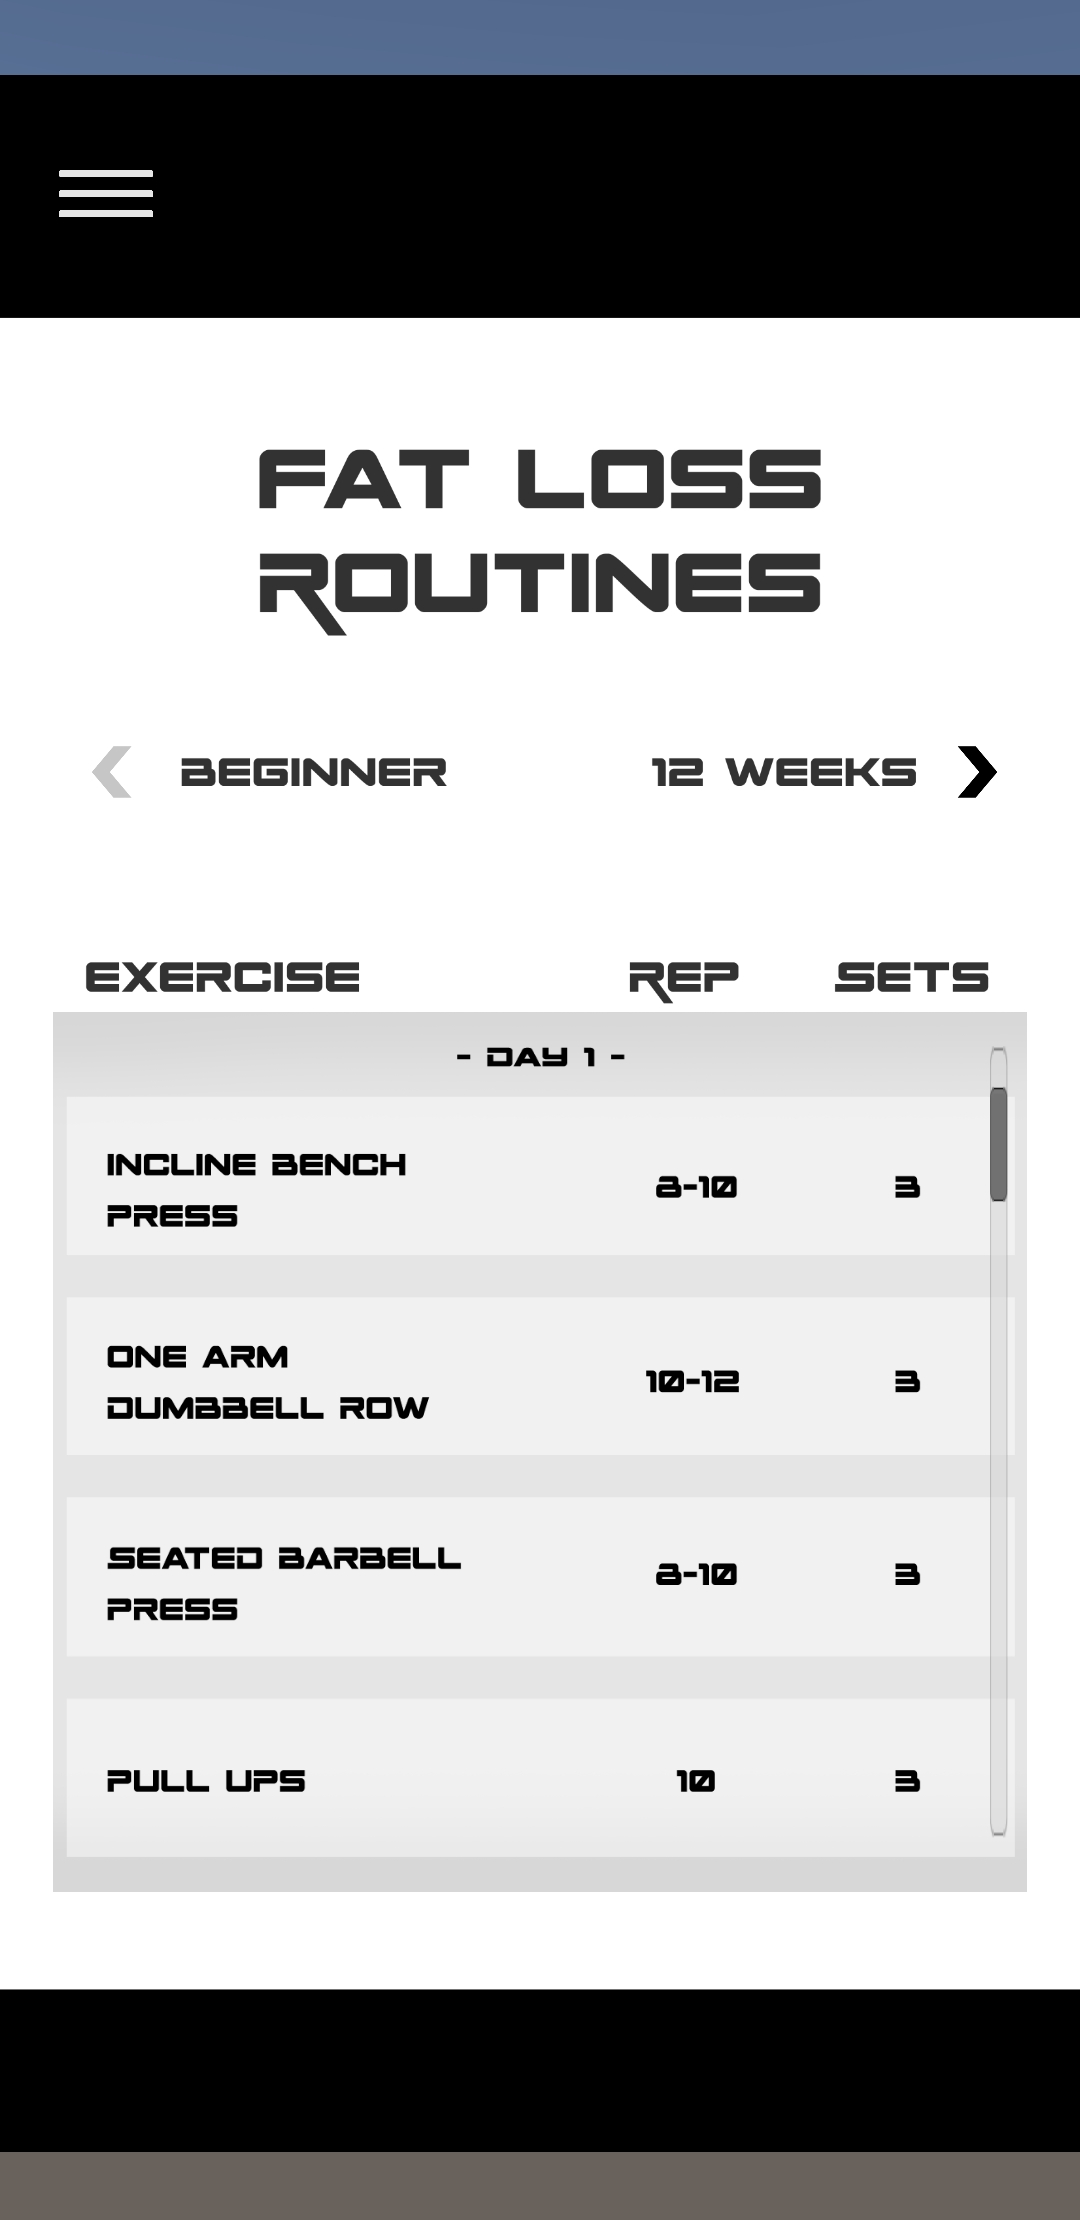 FAT LOSS
ROUTINES
BEGINNER 12 WEEKS
EXERCISE REP SETS
- DAY 1 -
INCLINE BENCH
PRESS
8-10 3
ONE ARM
DUMBBELL ROW
10-12 3
SEATED BARBELL
PRESS
8-10 3
PULL UPS 10 3